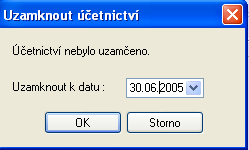 Uzamknout účetnictví
Účetnictví nebylo uzamčeno.
Uzamknout k datu : 30.06.2005
OK Storno